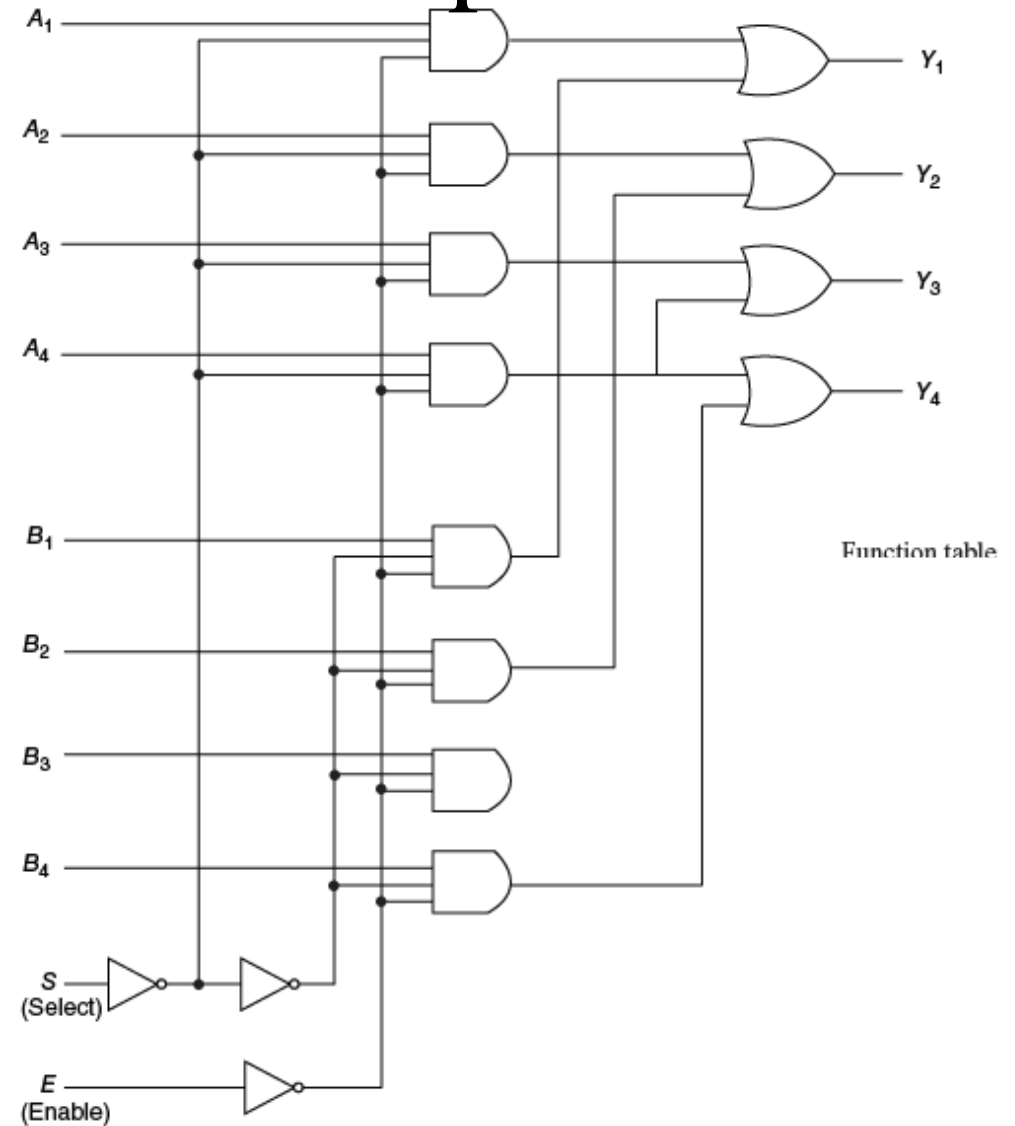 A1
Y1
A2
Y2
A3
Y3
A4
Y4
B1
Function table
B2
B3
B4
S
(Select)
E
(Enable)